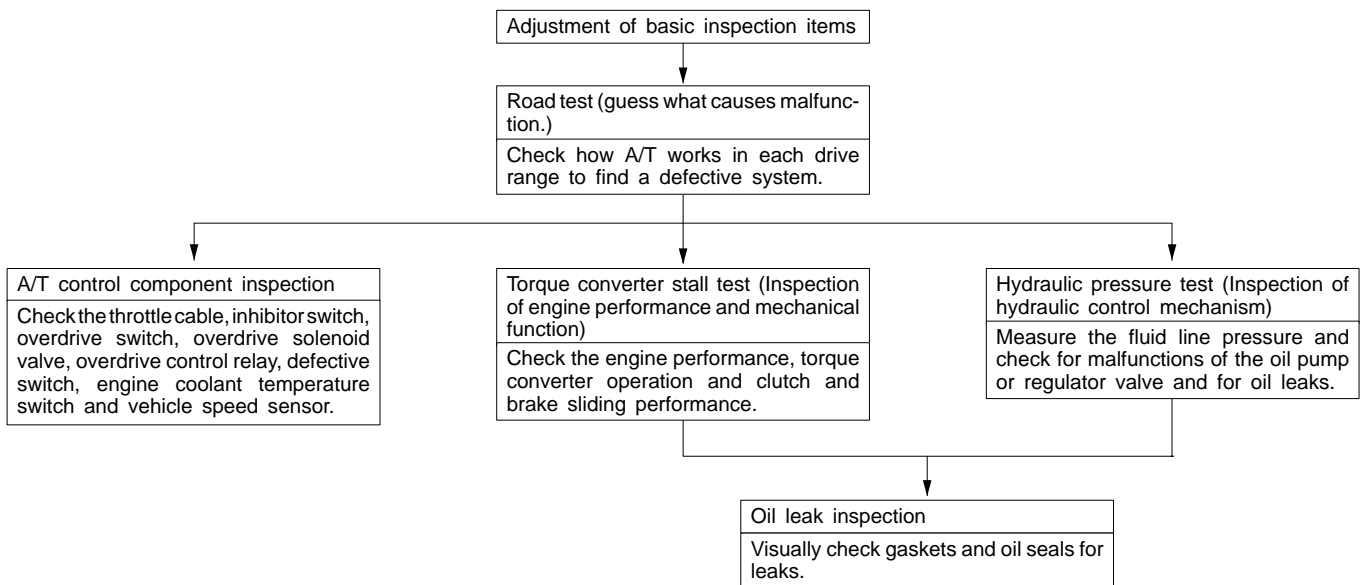 Adjustment of basic inspection items
Road test (guess what causes malfunc-
tion.)
Check how A/T works in each drive
range to find a defective system.
A/T control component inspection
Check the throttle cable, inhibitor switch,
overdrive switch, overdrive solenoid
valve, overdrive control relay, defective
switch, engine coolant temperature
switch and vehicle speed sensor.
Torque converter stall test (Inspection
of engine performance and mechanical
function)
Check the engine performance, torque
converter operation and clutch and
brake sliding performance.
Hydraulic pressure test (Inspection of
hydraulic control mechanism)
Measure the fluid line pressure and
check for malfunctions of the oil pump
or regulator valve and for oil leaks.
Oil leak inspection
Visually check gaskets and oil seals for
leaks.